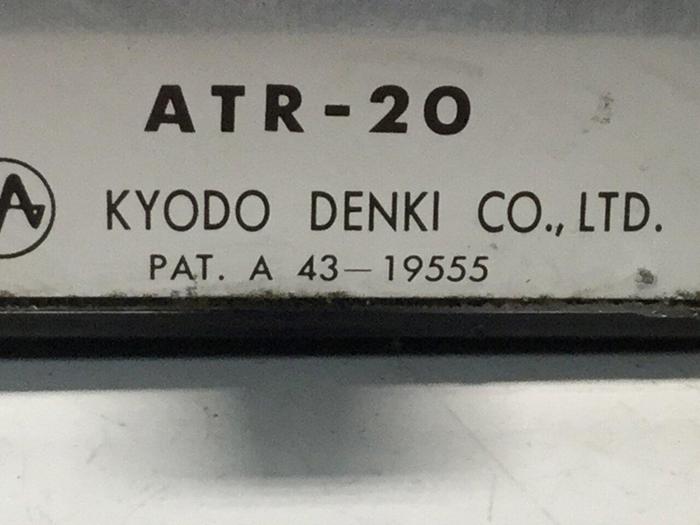 ATR-20
KYODO DENKI CO., LTD.
PAT. A 43-19555